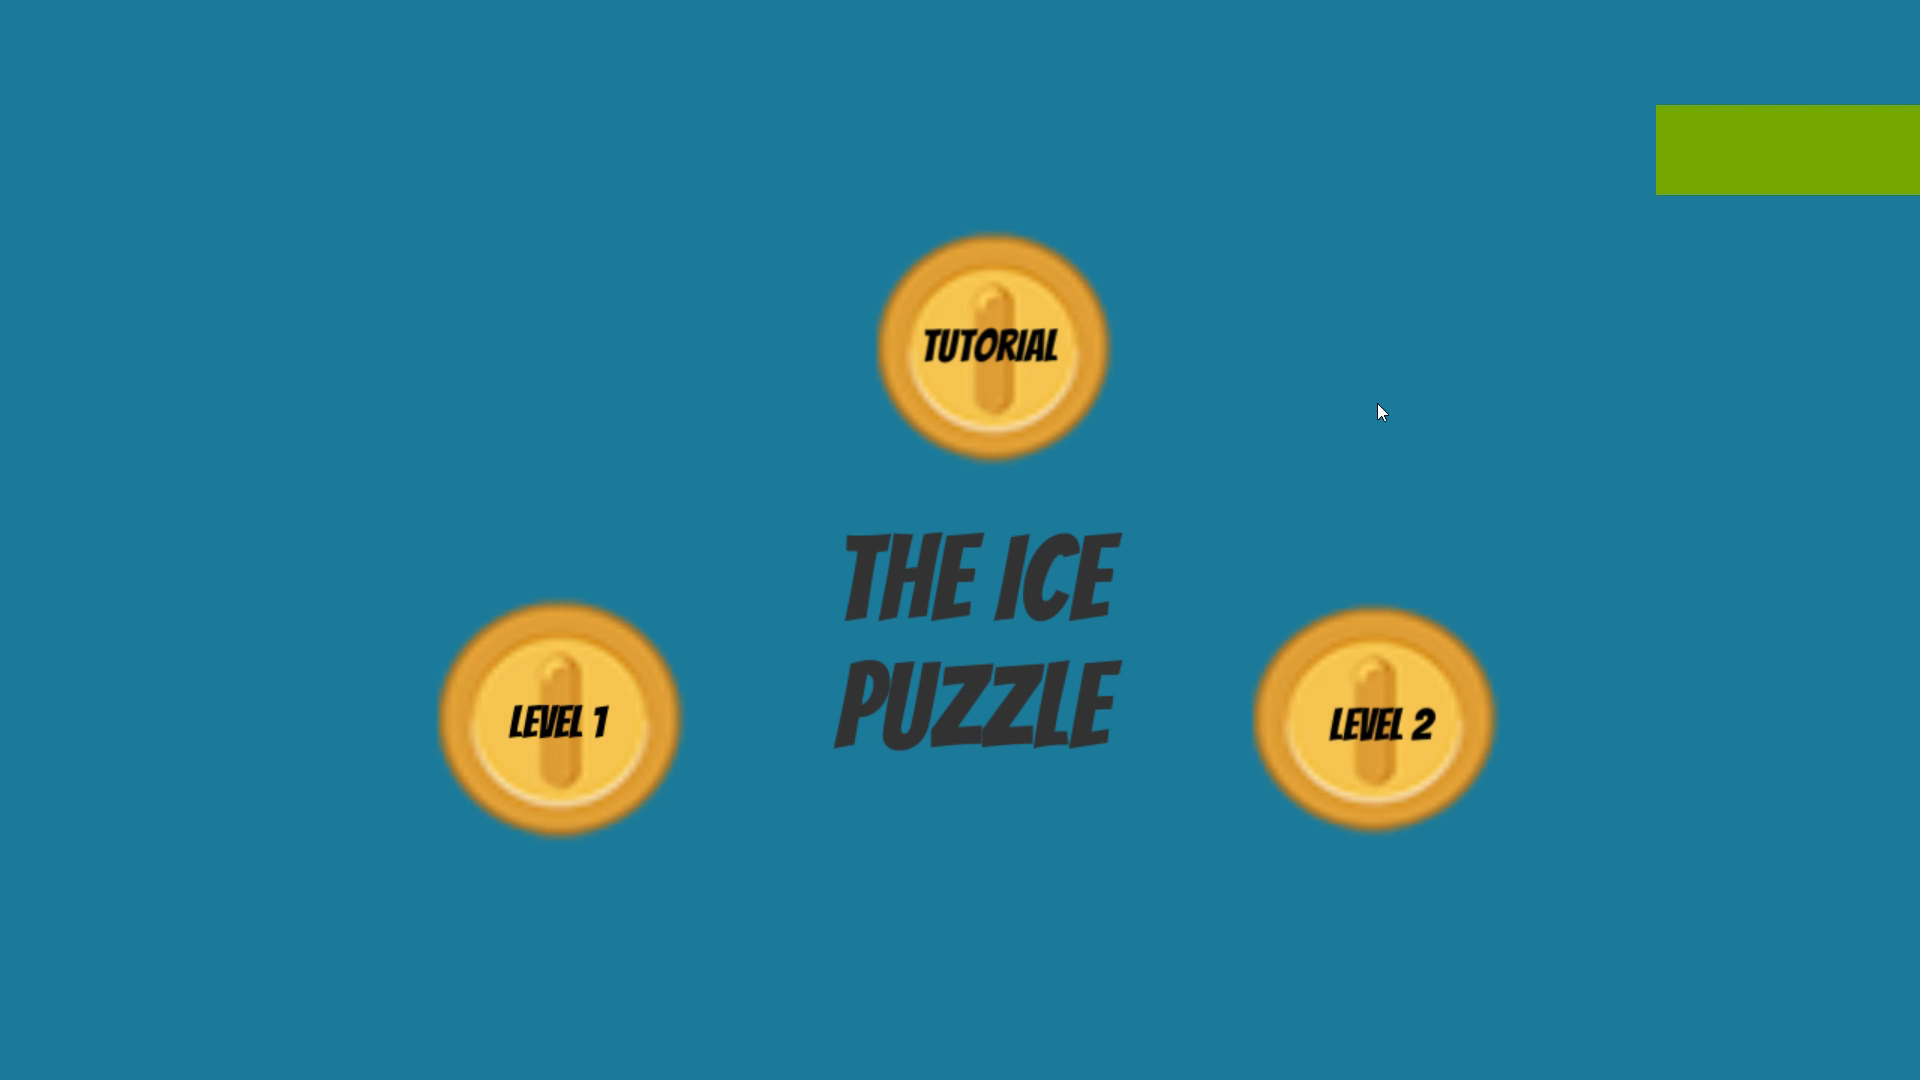 TUTORIAL
THE ICE
PUZZLE
LEVEL 1
LEVEL 2